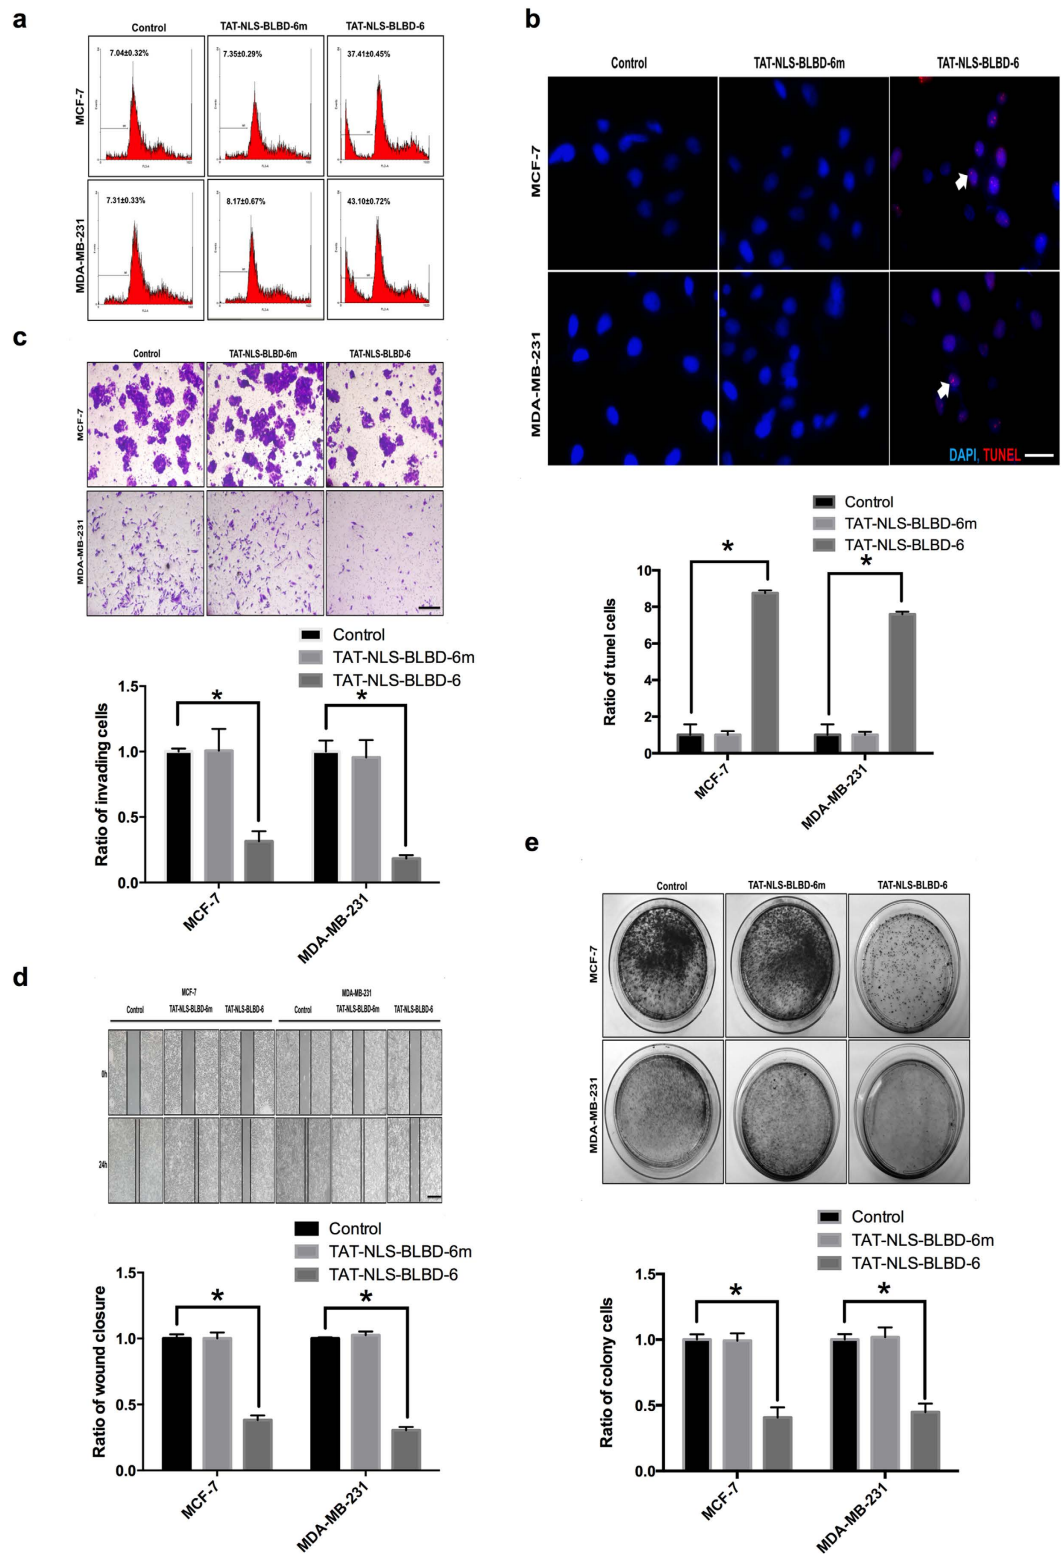 a
Control
TAT-NLS-BLBD-6m
TAT-NLS-BLBD-6
MCF-7
7.04±0.32%
7.35±0.29%
37.41±0.45%
MDA-MB-231
7.31±0.33%
8.17±0.67%
43.10±0.72%
b
Control
TAT-NLS-BLBD-6m
TAT-NLS-BLBD-6
MCF-7
MDA-MB-231
DAPI, TUNEL
Control
TAT-NLS-BLBD-6m
TAT-NLS-BLBD-6
Ratio of tunel cells
10
8
6
4
2
0
*
*
MCF-7
MDA-MB-231
c
Control
TAT-NLS-BLBD-6m
TAT-NLS-BLBD-6
MCF-7
MDA-MB-231
Control
TAT-NLS-BLBD-6m
TAT-NLS-BLBD-6
Ratio of invading cells
1.5
1.0
0.5
0.0
*
*
MCF-7
MDA-MB-231
d
MCF-7
MDA-MB-231
Control
TAT-NLS-BLBD-6m
TAT-NLS-BLBD-6
Control
TAT-NLS-BLBD-6m
TAT-NLS-BLBD-6
0h
24h
Control
TAT-NLS-BLBD-6m
TAT-NLS-BLBD-6
Ratio of wound closure
1.5
1.0
0.5
0.0
*
*
MCF-7
MDA-MB-231
e
Control
TAT-NLS-BLBD-6m
TAT-NLS-BLBD-6
MCF-7
MDA-MB-231
Control
TAT-NLS-BLBD-6m
TAT-NLS-BLBD-6
Ratio of colony cells
1.5
1.0
0.5
0.0
*
*
MCF-7
MDA-MB-231